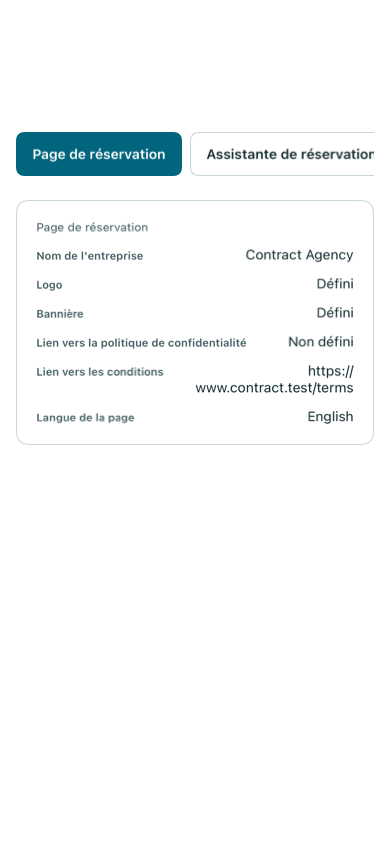 Page de réservation
Assistante de réservation
Page de réservation
Nom de l'entreprise Contract Agency
Logo Défini
Bannière Défini
Lien vers la politique de confidentialité Non défini
Lien vers les conditions https://
www.contract.test/terms
Langue de la page English